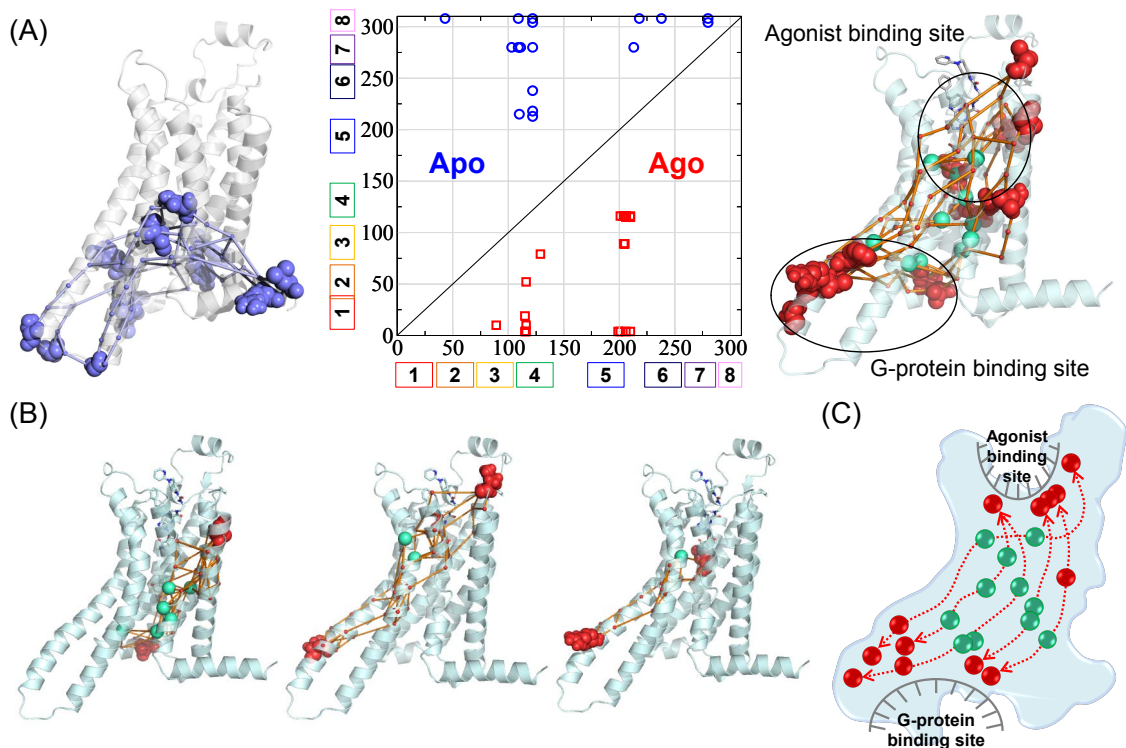 (A)
8
7
6
5
4
3
2
1
300
250
200
150
100
50
0
Apo
Ago
0 50 100 150 200 250 300
1 2 3 4 5 6 7 8
Agonist binding site
G-protein binding site
(B)
(C)
Agonist
binding
site
G-protein
binding site